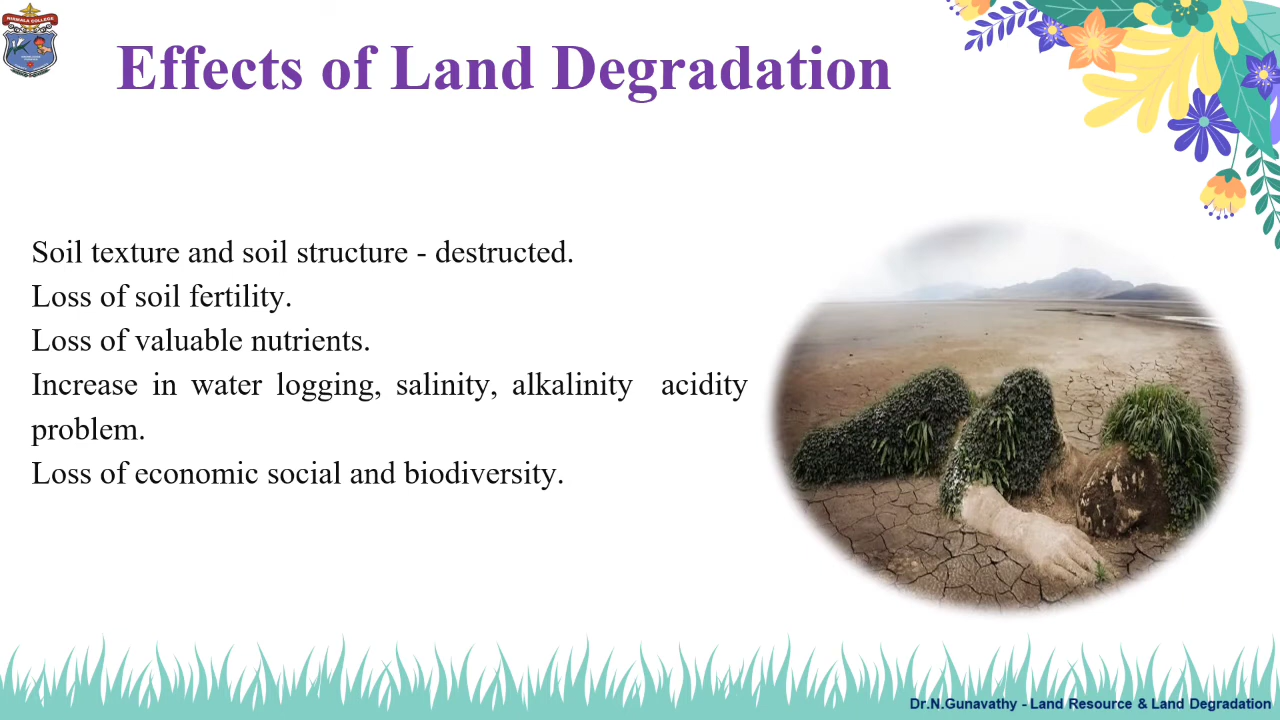 NIRMALA COLLEGE
Effects of Land Degradation
Soil texture and soil structure - destructed.
Loss of soil fertility.
Loss of valuable nutrients.
Increase in water logging, salinity, alkalinity acidity
problem.
Loss of economic social and biodiversity.
Dr.N.Gunavathy - Land Resource & Land Degradation